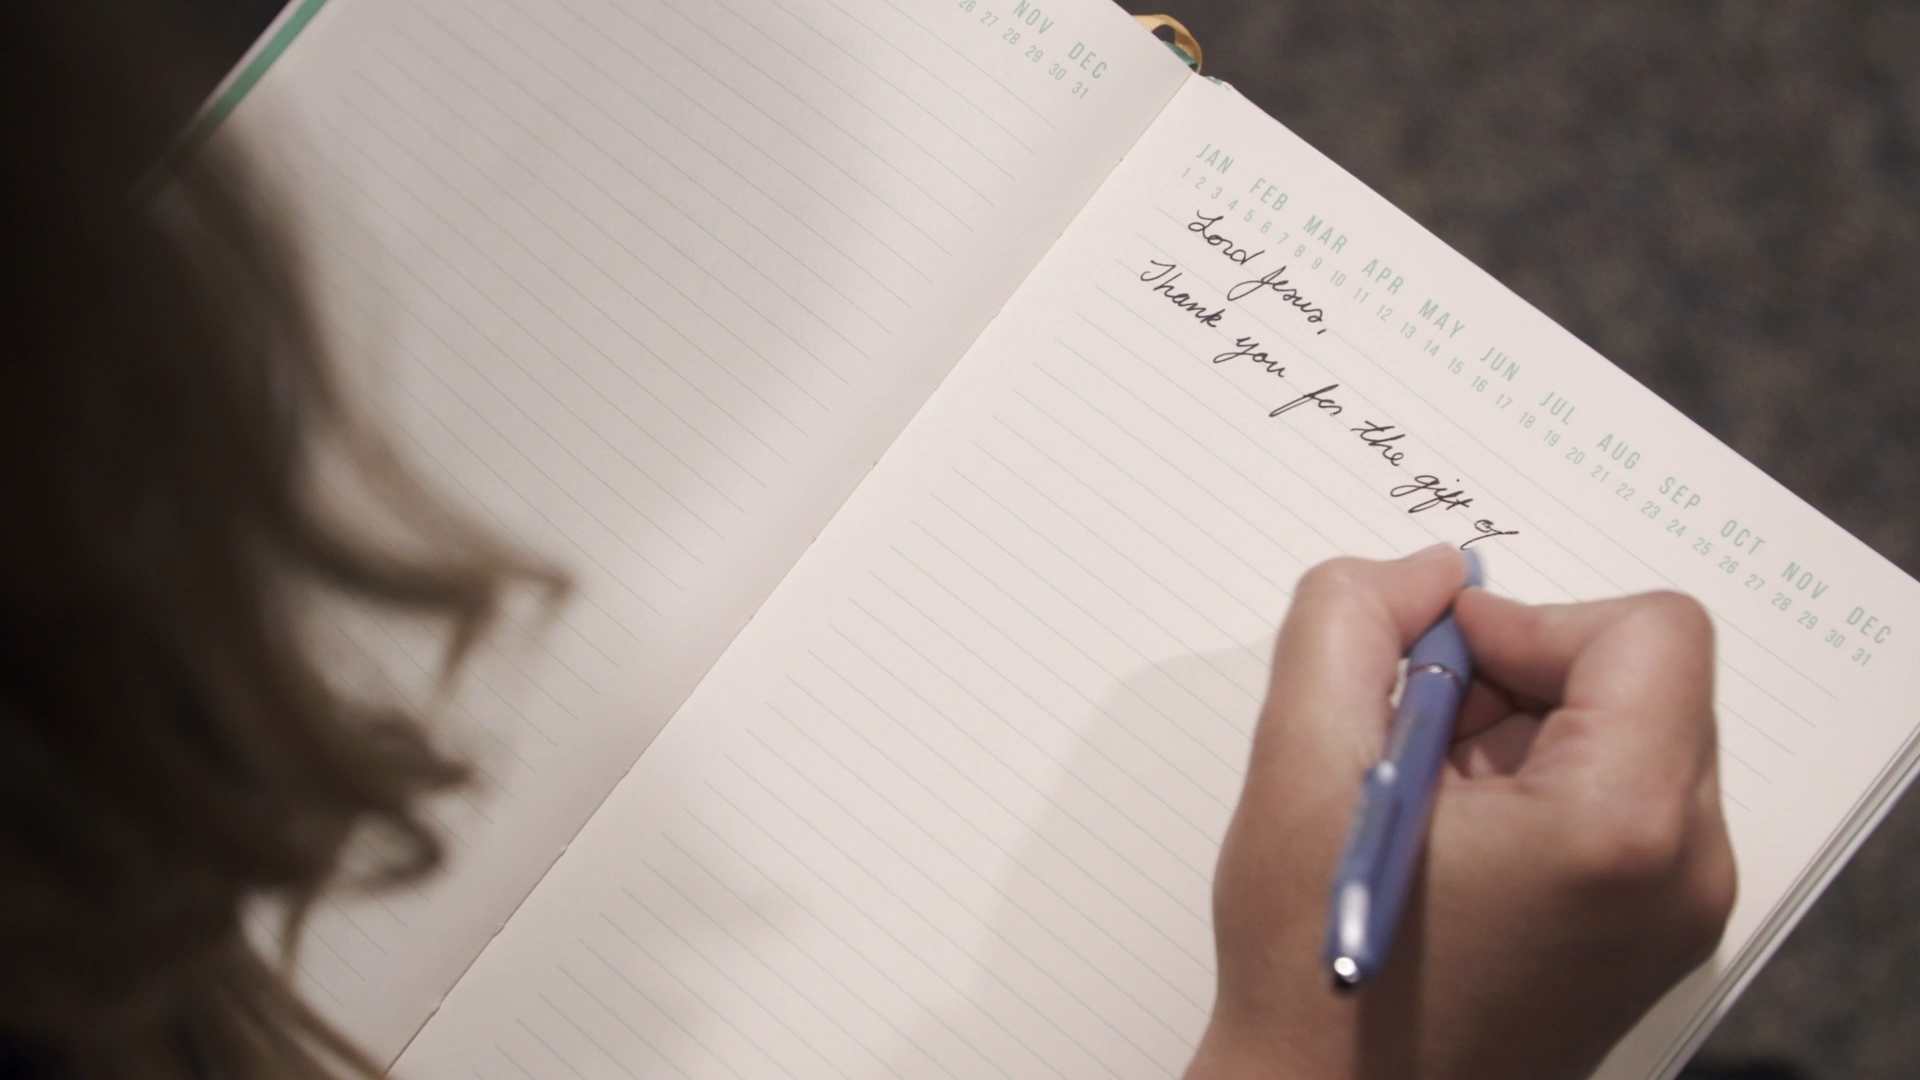 NOV DEC
26 27 28 29 30 31
JAN FEB MAR APR MAY JUN JUL AUG SEP OCT NOV DEC
1 2 3 4 5 6 7 8 9 10 11 12 13 14 15 16 17 18 19 20 21 22 23 24 25 26 27 28 29 30 31
Lord Jesus,
Thank you for the gift of